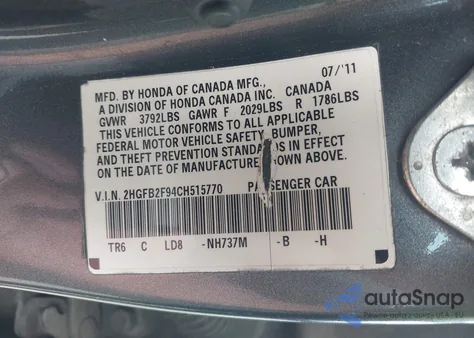 07/'11
MFD. BY HONDA OF CANADA MFG.,
A DIVISION OF HONDA CANADA INC. CANADA
GVWR 3792LBS GAWR F 2029LBS R 1786LBS
THIS VEHICLE CONFORMS TO ALL APPLICABLE
FEDERAL MOTOR VEHICLE SAFETY, BUMPER,
AND THEFT PREVENTION STANDARDS IN EFFECT
ON THE DATE OF MANUFACTURE SHOWN ABOVE.
V.I.N. 2HGFB2F94CH515770 PASSENGER CAR
TR6 C LD8 -NH737M -B -H
autoSnap